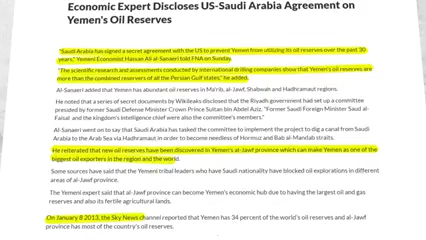 Economic Expert Discloses US-Saudi Arabia Agreement on
Yemen's Oil Reserves
"Saudi Arabia has signed a secret agreement with the US to prevent Yemen from utilizing its oil reserves over the past 30
years," Yemeni Economist Hassan Ali al-Sanaeri told FNA on Sunday.
"The scientific research and assessments conducted by international drilling companies show that Yemen's oil reserves are
more than the combined reserves of all the Persian Gulf states," he added.
Al-Sanaeri added that Yemen has abundant oil reserves in Ma'rib, al-Jawf, Shabwah and Hadhramaut regions.
He noted that a series of secret documents by Wikileaks disclosed that the Riyadh government had set up a committee
presided by former Saudi Defense Minister Crown Prince Sultan bin Abdel Aziz. "Former Saudi Foreign Minister Saud al-
Faisal and the kingdom's intelligence chief were also the committee's members."
Al-Sanaeri went on to say that Saudi Arabia has tasked the committee to implement the project to dig a canal from Saudi
Arabia to the Arab Sea via Hadhramaut in order to become needless of Hormuz and Bab al-Mandab straits.
He reiterated that new oil reserves have been discovered in Yemen's al-Jawf province which can make Yemen as one of the
biggest oil exporters in the region and the world.
Some sources have said that the Yemeni tribal leaders who have Saudi nationality have blocked oil explorations in different
areas of al-Jawf province.
The Yemeni expert said that al-Jawf province can become Yemen's economic hub due to having the largest oil and gas
reserves and also its fertile agricultural lands.
On January 8 2013, the Sky News channel reported that Yemen has 34 percent of the world's oil reserves and al-Jawf
province has most of the country's oil reserves.